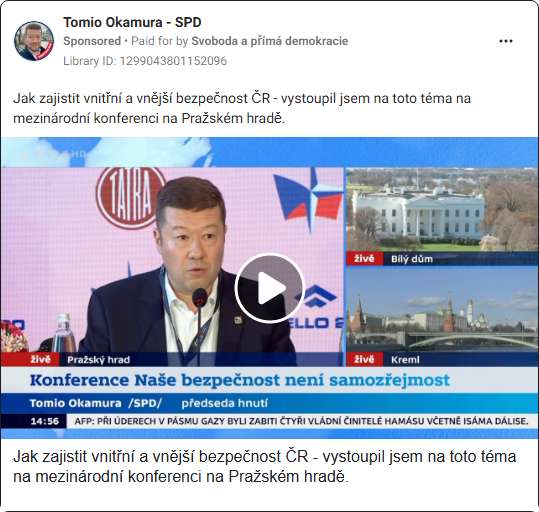 Tomio Okamura - SPD
Sponsored • Paid for by Svoboda a přímá demokracie
Library ID: 1299043801152096
Jak zajistit vnitřní a vnější bezpečnost ČR - vystoupil jsem na toto téma na
mezinárodní konferenci na Pražském hradě.
TATRA
živě Bílý dům
ELLO 2
živě Pražský hrad
živě Kreml
Konference Naše bezpečnost není samozřejmost
Tomio Okamura /SPD/ předseda hnutí
14:56 AFP: PŘI ÚDERECH V PÁSMU GAZY BYLI ZABITI ČTYŘI VLÁDNÍ ČINITELÉ HAMÁSU VČETNĚ ISÁMA DÁLISE.
Jak zajistit vnitřní a vnější bezpečnost ČR - vystoupil jsem na toto téma
na mezinárodní konferenci na Pražském hradě.